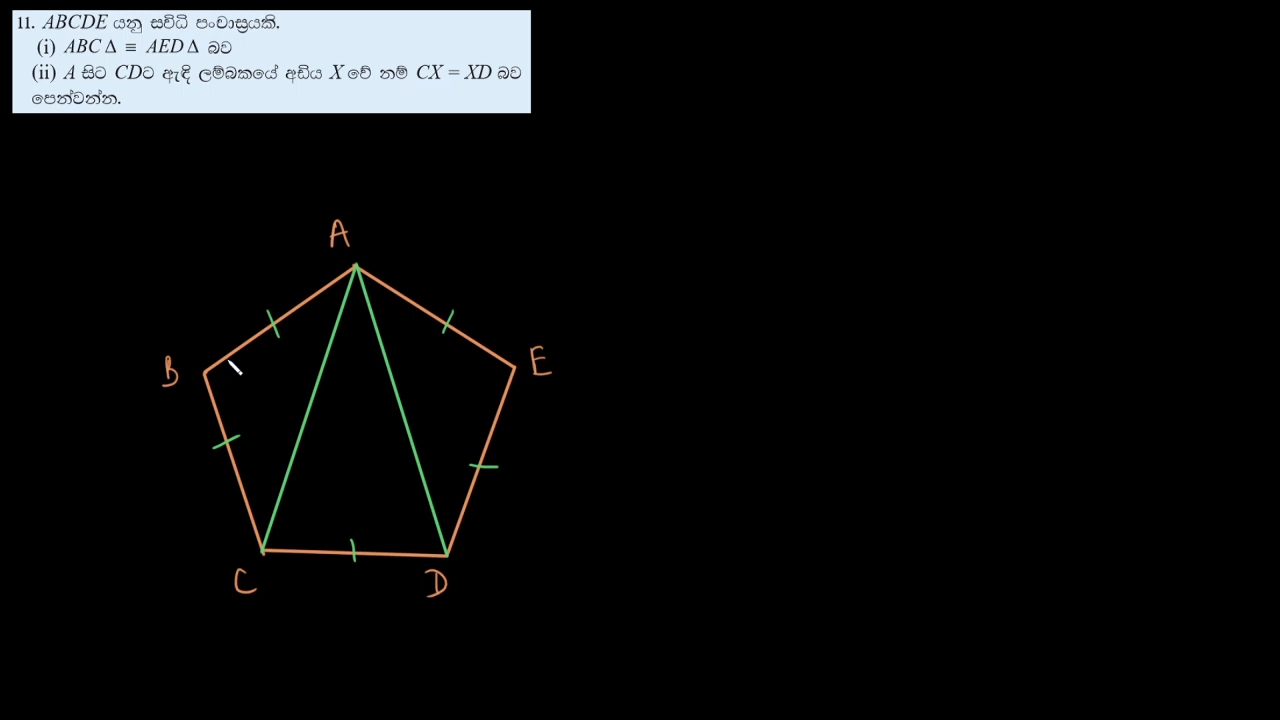 11. ABCDE යනු සවිධි පංචාස්‍රයකි.
(i) ABC Δ ≡ AED Δ බව
(ii) A සිට CDට ඇඳි ලම්බකයේ අඩිය X වේ නම් CX = XD බව
පෙන්වන්න.
A
B
E
C
D